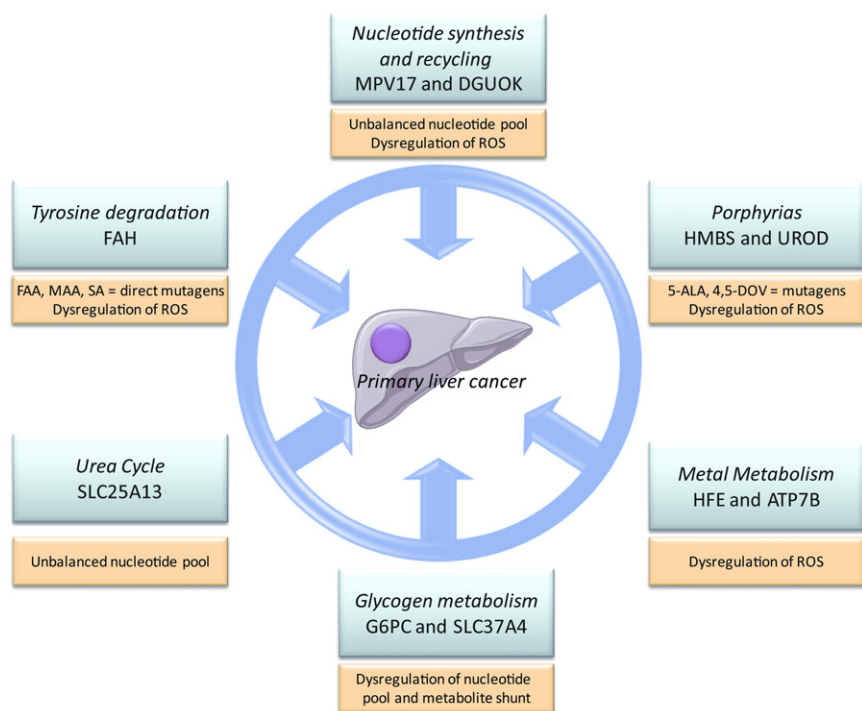 Nucleotide synthesis
and recycling
MPV17 and DGUOK
Unbalanced nucleotide pool
Dysregulation of ROS
Tyrosine degradation
FAH
FAA, MAA, SA = direct mutagens
Dysregulation of ROS
Porphyrias
HMBS and UROD
5-ALA, 4,5-DOV = mutagens
Dysregulation of ROS
Primary liver cancer
Urea Cycle
SLC25A13
Unbalanced nucleotide pool
Metal Metabolism
HFE and ATP7B
Dysregulation of ROS
Glycogen metabolism
G6PC and SLC37A4
Dysregulation of nucleotide
pool and metabolite shunt